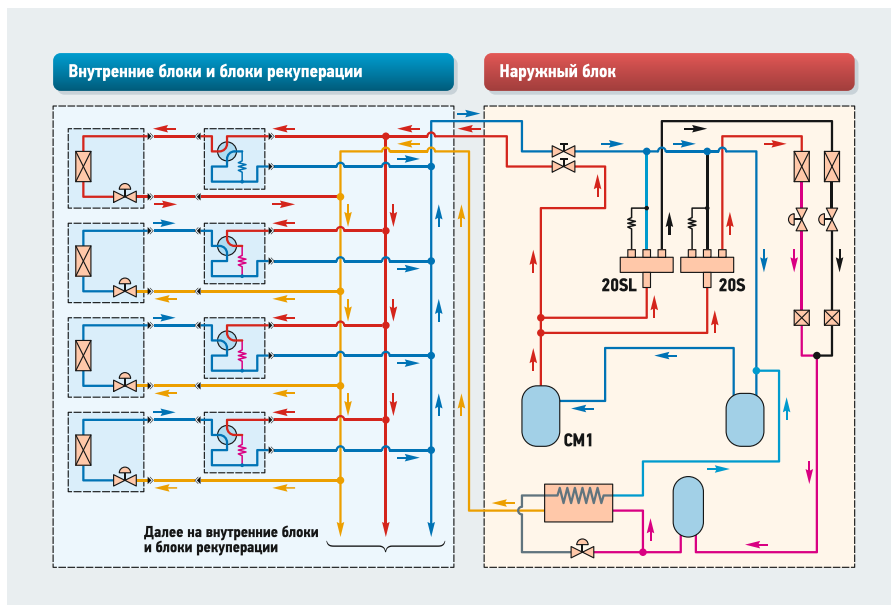 Внутренние блоки и блоки рекуперации
Наружный блок
20SL
20S
CM1
Далее на внутренние блоки
и блоки рекуперации